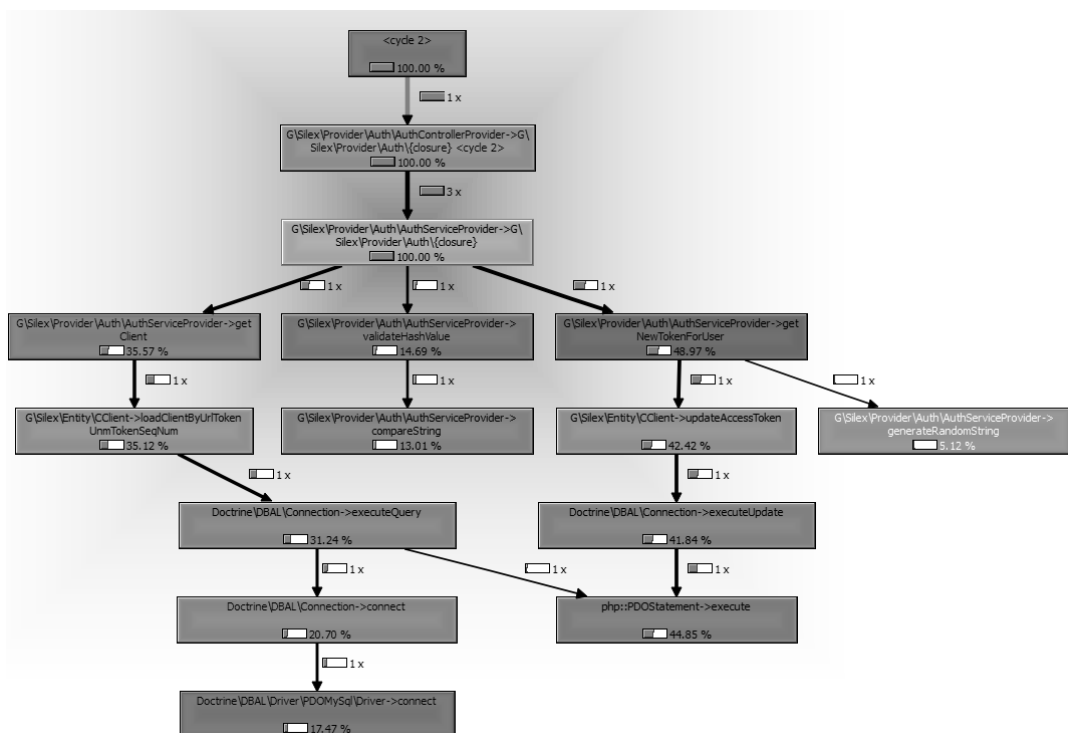 <cycle 2>
100.00 %
1 x
G\Silex\Provider\Auth\AuthControllerProvider->G\
Silex\Provider\Auth\{closure} <cycle 2>
100.00 %
3 x
G\Silex\Provider\Auth\AuthServiceProvider->G\
Silex\Provider\Auth\{closure}
100.00 %
1 x
1 x
1 x
G\Silex\Provider\Auth\AuthServiceProvider->get
Client
35.57 %
G\Silex\Provider\Auth\AuthServiceProvider->
validateHashValue
14.69 %
G\Silex\Provider\Auth\AuthServiceProvider->get
NewTokenForUser
48.97 %
1 x
1 x
1 x
1 x
G\Silex\Entity\CClient->loadClientByUrlToken
UnmTokenSeqNum
35.12 %
G\Silex\Provider\Auth\AuthServiceProvider->
compareString
13.01 %
G\Silex\Entity\CClient->updateAccessToken
42.42 %
G\Silex\Provider\Auth\AuthServiceProvider->
generateRandomString
5.12 %
1 x
1 x
Doctrine\DBAL\Connection->executeQuery
31.24 %
Doctrine\DBAL\Connection->executeUpdate
41.84 %
1 x
1 x
1 x
Doctrine\DBAL\Connection->connect
20.70 %
php::PDOStatement->execute
44.85 %
1 x
Doctrine\DBAL\Driver\PDOMySql\Driver->connect
17.47 %